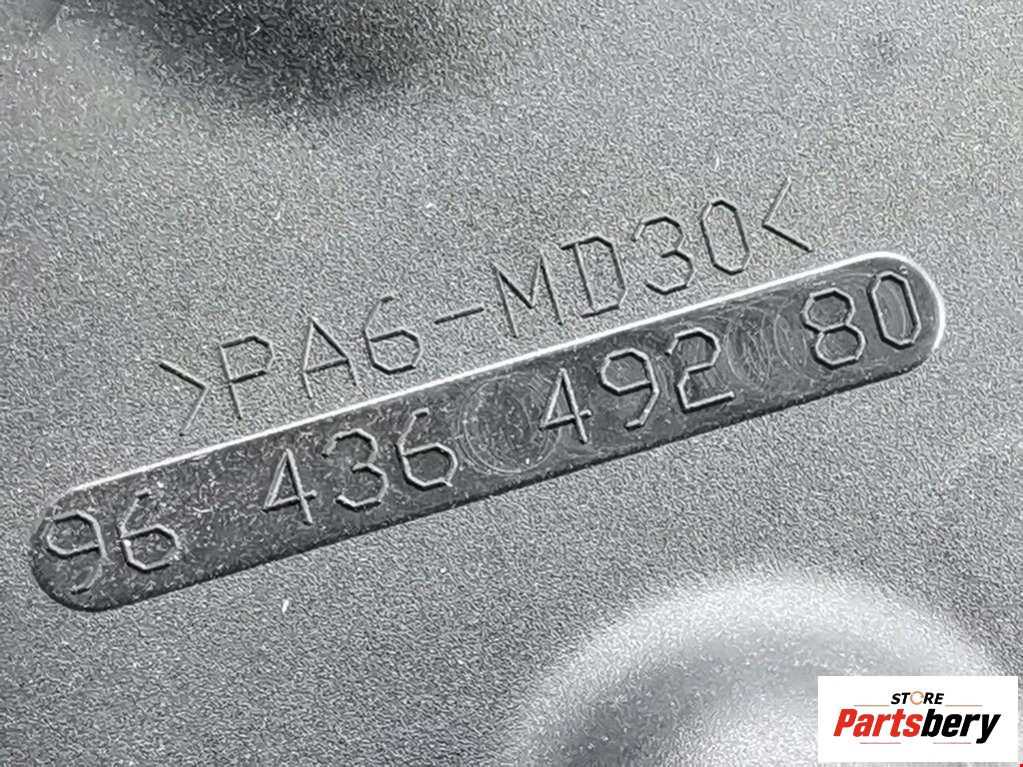 >PA6-MD30<
96 436 492 80
STORE
Partsbery